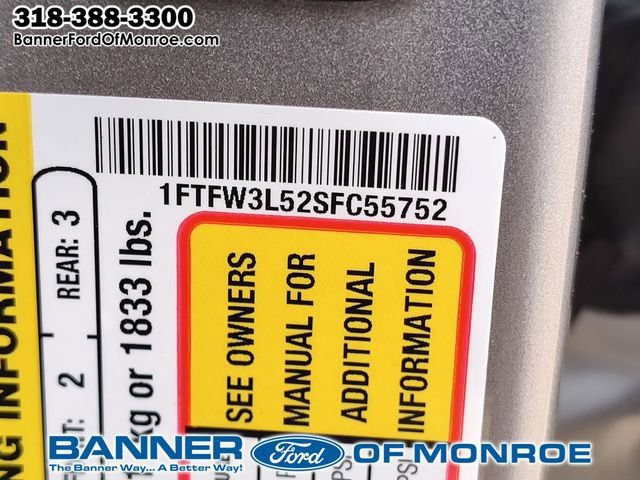 318-388-3300
BannerFordOfMonroe.com
1FTFW3L52SFC55752
REAR: 3
2
kg or 1833 lbs.
SEE OWNERS
MANUAL FOR
ADDITIONAL
INFORMATION
INFORMATION
BANNER Ford OF MONROE
The Banner Way... A Better Way!